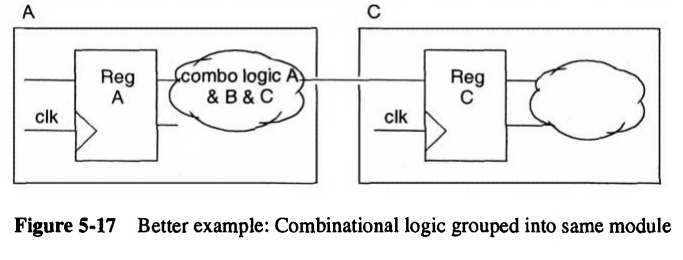 A
C
Reg
A
combo logic A
& B & C
Reg
C
clk
clk
Figure 5-17 Better example: Combinational logic grouped into same module